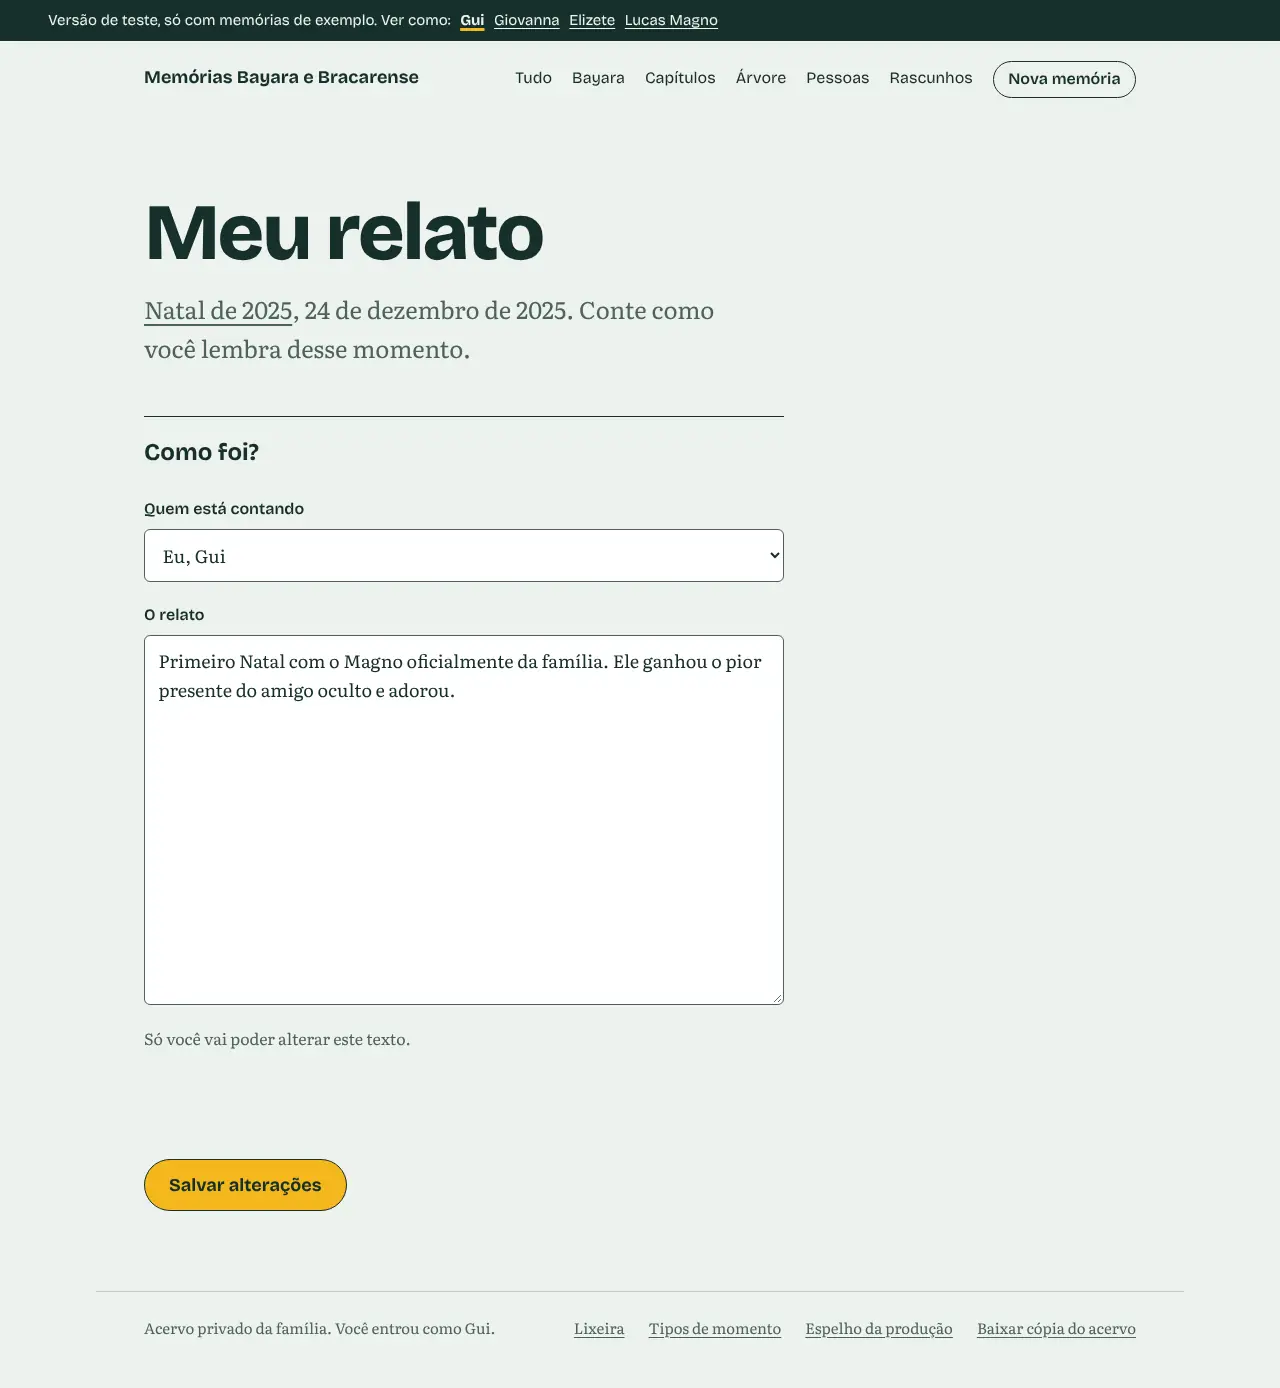 Versão de teste, só com memórias de exemplo. Ver como: Gui Giovanna Elizete Lucas Magno
Memórias Bayara e Bracarense Tudo Bayara Capítulos Árvore Pessoas Rascunhos Nova memória
Meu relato
Natal de 2025, 24 de dezembro de 2025. Conte como
você lembra desse momento.
Como foi?
Quem está contando
Eu, Gui
O relato
Primeiro Natal com o Magno oficialmente da família. Ele ganhou o pior
presente do amigo oculto e adorou.
Só você vai poder alterar este texto.
Salvar alterações
Acervo privado da família. Você entrou como Gui. Lixeira Tipos de momento Espelho da produção Baixar cópia do acervo